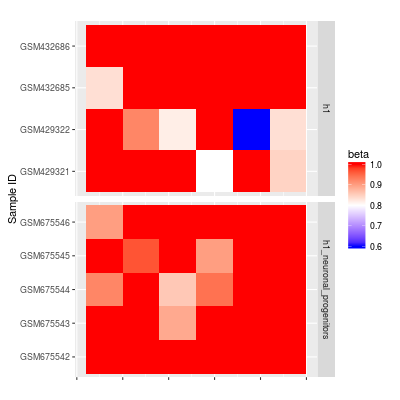 GSM432686
GSM432685
GSM429322
GSM429321
h1
GSM675546
GSM675545
GSM675544
GSM675543
GSM675542
h1_neuronal_progenitors
Sample ID
beta
1.0
0.9
0.8
0.7
0.6